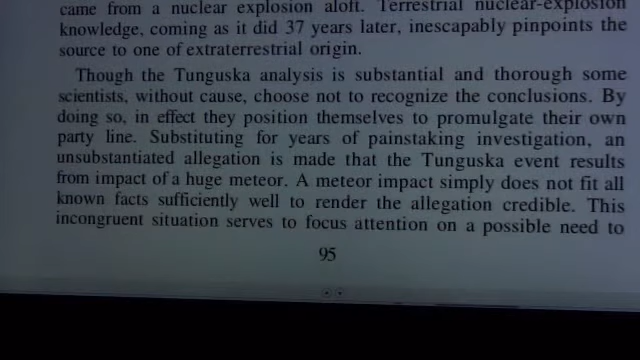 came from a nuclear explosion aloft. Terrestrial nuclear-explosion
knowledge, coming as it did 37 years later, inescapably pinpoints the
source to one of extraterrestrial origin.
Though the Tunguska analysis is substantial and thorough some
scientists, without cause, choose not to recognize the conclusions. By
doing so, in effect they position themselves to promulgate their own
party line. Substituting for years of painstaking investigation, an
unsubstantiated allegation is made that the Tunguska event results
from impact of a huge meteor. A meteor impact simply does not fit all
known facts sufficiently well to render the allegation credible. This
incongruent situation serves to focus attention on a possible need to
95